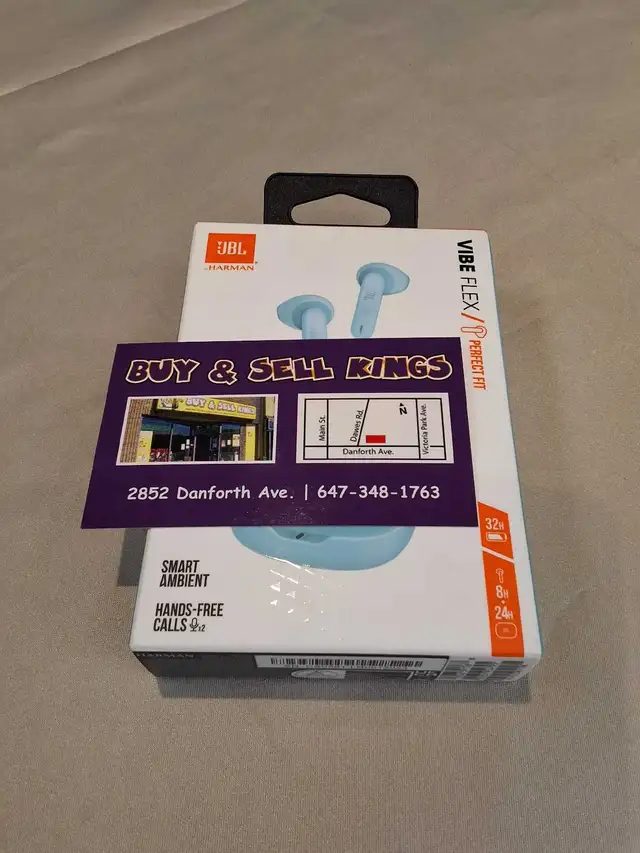 JBL
by HARMAN
VIBE FLEX / PERFECT FIT
BUY & SELL KINGS
BUY & SELL KINGS
Main St.
Dawes Rd.
N
Victoria Park Ave.
Danforth Ave.
2852 Danforth Ave. | 647-348-1763
32H
8H
+
24H
SMART
AMBIENT
HANDS-FREE
CALLS x2
HARMAN